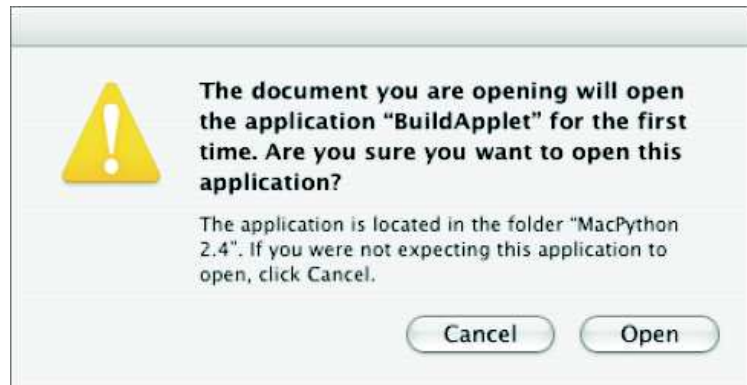 The document you are opening will open
the application “BuildApplet” for the first
time. Are you sure you want to open this
application?
The application is located in the folder “MacPython
2.4”. If you were not expecting this application to
open, click Cancel.
Cancel
Open